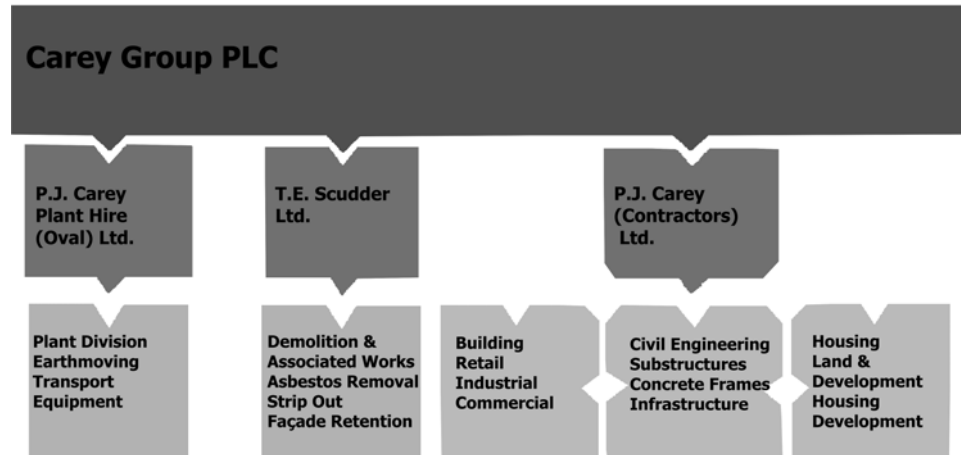 Carey Group PLC
P.J. Carey
Plant Hire
(Oval) Ltd.
T.E. Scudder
Ltd.
P.J. Carey
(Contractors)
Ltd.
Plant Division
Earthmoving
Transport
Equipment
Demolition &
Associated Works
Asbestos Removal
Strip Out
Façade Retention
Building
Retail
Industrial
Commercial
Civil Engineering
Substructures
Concrete Frames
Infrastructure
Housing
Land &
Development
Housing
Development